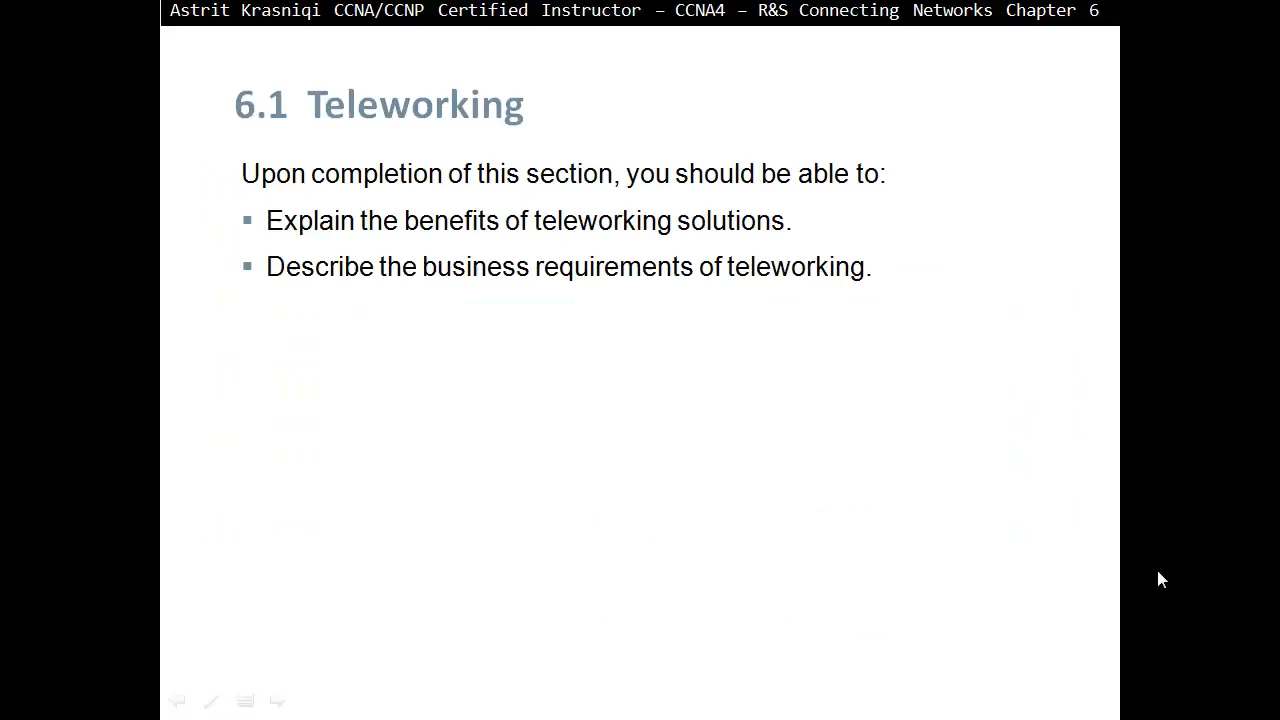 Astrit Krasniqi CCNA/CCNP Certified Instructor – CCNA4 – R&S Connecting Networks Chapter 6
6.1 Teleworking
Upon completion of this section, you should be able to:
▪ Explain the benefits of teleworking solutions.
▪ Describe the business requirements of teleworking.